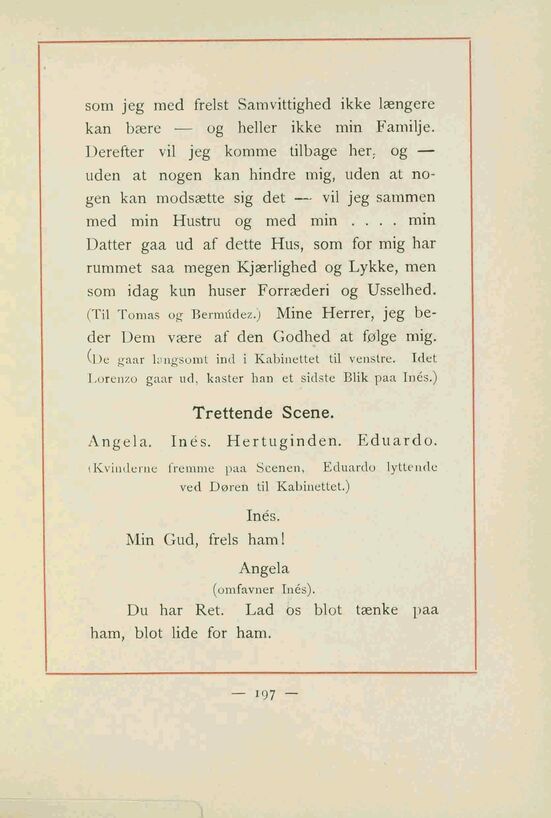 som jeg med frelst Samvittighed ikke længere
kan bære — og heller ikke min Familje.
Derefter vil jeg komme tilbage her, og —
uden at nogen kan hindre mig, uden at no-
gen kan modsætte sig det — vil jeg sammen
med min Hustru og med min . . . . min
Datter gaa ud af dette Hus, som for mig har
rummet saa megen Kjærlighed og Lykke, men
som idag kun huser Forræderi og Usselhed.
(Til Tomas og Bermúdez.) Mine Herrer, jeg be-
der Dem være af den Godhed at følge mig.
(De gaar langsomt ind i Kabinettet til venstre. Idet
Lorenzo gaar ud, kaster han et sidste Blik paa Inés.)
Trettende Scene.
Angela. Inés. Hertuginden. Eduardo.
(Kvinderne fremme paa Scenen, Eduardo lyttende
ved Døren til Kabinettet.)
Inés.
Min Gud, frels ham!
Angela
(omfavner Inés).
Du har Ret. Lad os blot tænke paa
ham, blot lide for ham.
— 197 —